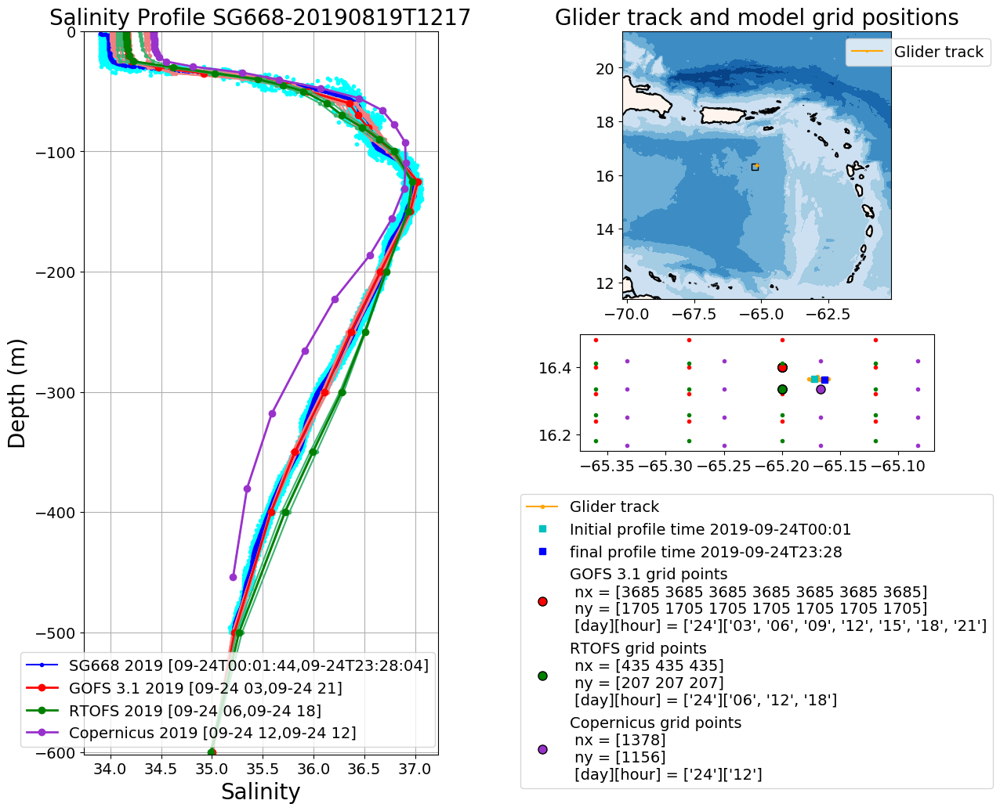 Salinity Profile SG668-20190819T1217
0
−100
−200
−300
−400
−500
−600
Depth (m)
34.0 34.5 35.0 35.5 36.0 36.5 37.0
Salinity
SG668 2019 [09-24T00:01:44,09-24T23:28:04]
GOFS 3.1 2019 [09-24 03,09-24 21]
RTOFS 2019 [09-24 06,09-24 18]
Copernicus 2019 [09-24 12,09-24 12]
Glider track and model grid positions
Glider track
20
18
16
14
12
−70.0 −67.5 −65.0 −62.5
16.4
16.2
−65.35 −65.30 −65.25 −65.20 −65.15 −65.10
Glider track
Initial profile time 2019-09-24T00:01
final profile time 2019-09-24T23:28
GOFS 3.1 grid points
nx = [3685 3685 3685 3685 3685 3685 3685]
ny = [1705 1705 1705 1705 1705 1705 1705]
[day][hour] = ['24']['03', '06', '09', '12', '15', '18', '21']
RTOFS grid points
nx = [435 435 435]
ny = [207 207 207]
[day][hour] = ['24']['06', '12', '18']
Copernicus grid points
nx = [1378]
ny = [1156]
[day][hour] = ['24']['12']